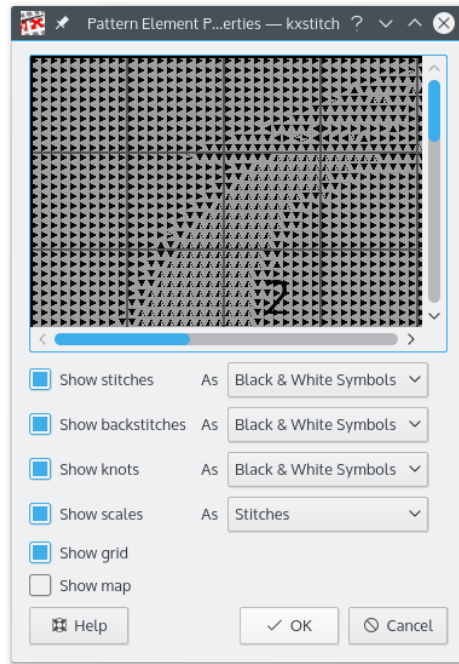 Pattern Element P...erties — kxstitch
2
Show stitches As Black & White Symbols
Show backstitches As Black & White Symbols
Show knots As Black & White Symbols
Show scales As Stitches
Show grid
Show map
Help OK Cancel